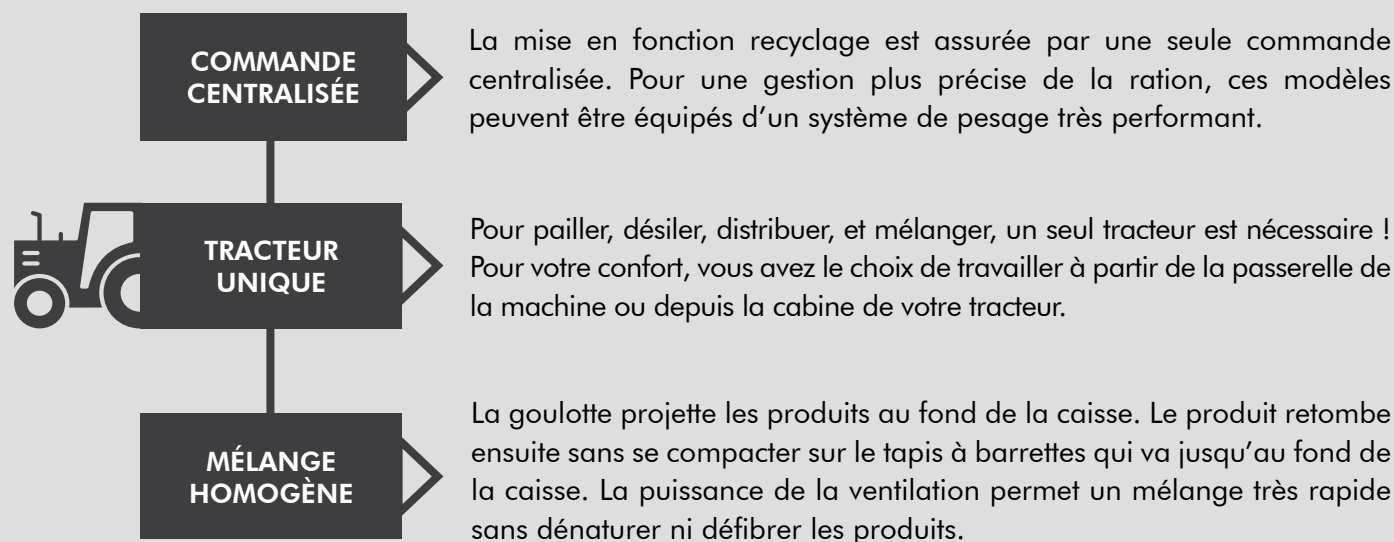 COMMANDE
CENTRALISÉE
La mise en fonction recyclage est assurée par une seule commande
centralisée. Pour une gestion plus précise de la ration, ces modèles
peuvent être équipés d’un système de pesage très performant.
TRACTEUR
UNIQUE
Pour pailler, désiler, distribuer, et mélanger, un seul tracteur est nécessaire !
Pour votre confort, vous avez le choix de travailler à partir de la passerelle de
la machine ou depuis la cabine de votre tracteur.
MÉLANGE
HOMOGÈNE
La goulotte projette les produits au fond de la caisse. Le produit retombe
ensuite sans se compacter sur le tapis à barrettes qui va jusqu’au fond de
la caisse. La puissance de la ventilation permet un mélange très rapide
sans dénaturer ni défibrer les produits.